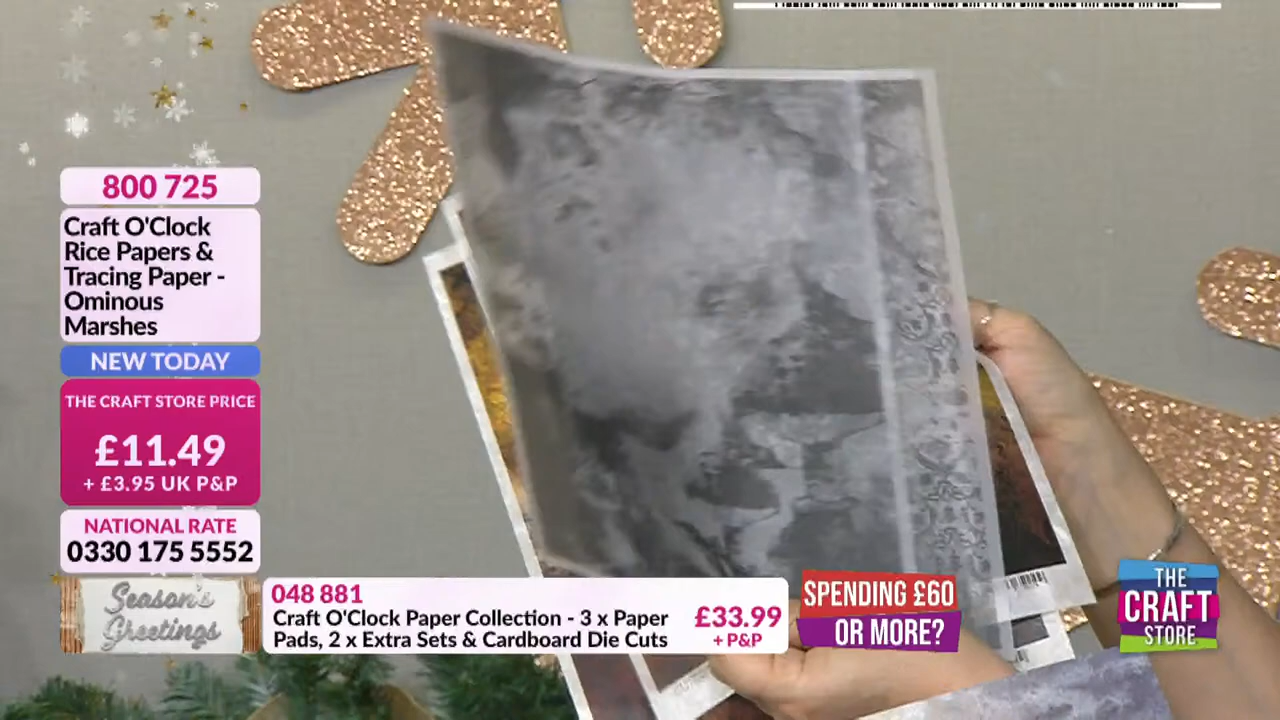 800 725
Craft O'Clock
Rice Papers &
Tracing Paper -
Ominous
Marshes
NEW TODAY
THE CRAFT STORE PRICE
£11.49
+ £3.95 UK P&P
NATIONAL RATE
0330 175 5552
Season's
Greetings
048 881
Craft O'Clock Paper Collection - 3 x Paper
Pads, 2 x Extra Sets & Cardboard Die Cuts
£33.99
+ P&P
SPENDING £60
OR MORE?
THE
CRAFT
STORE